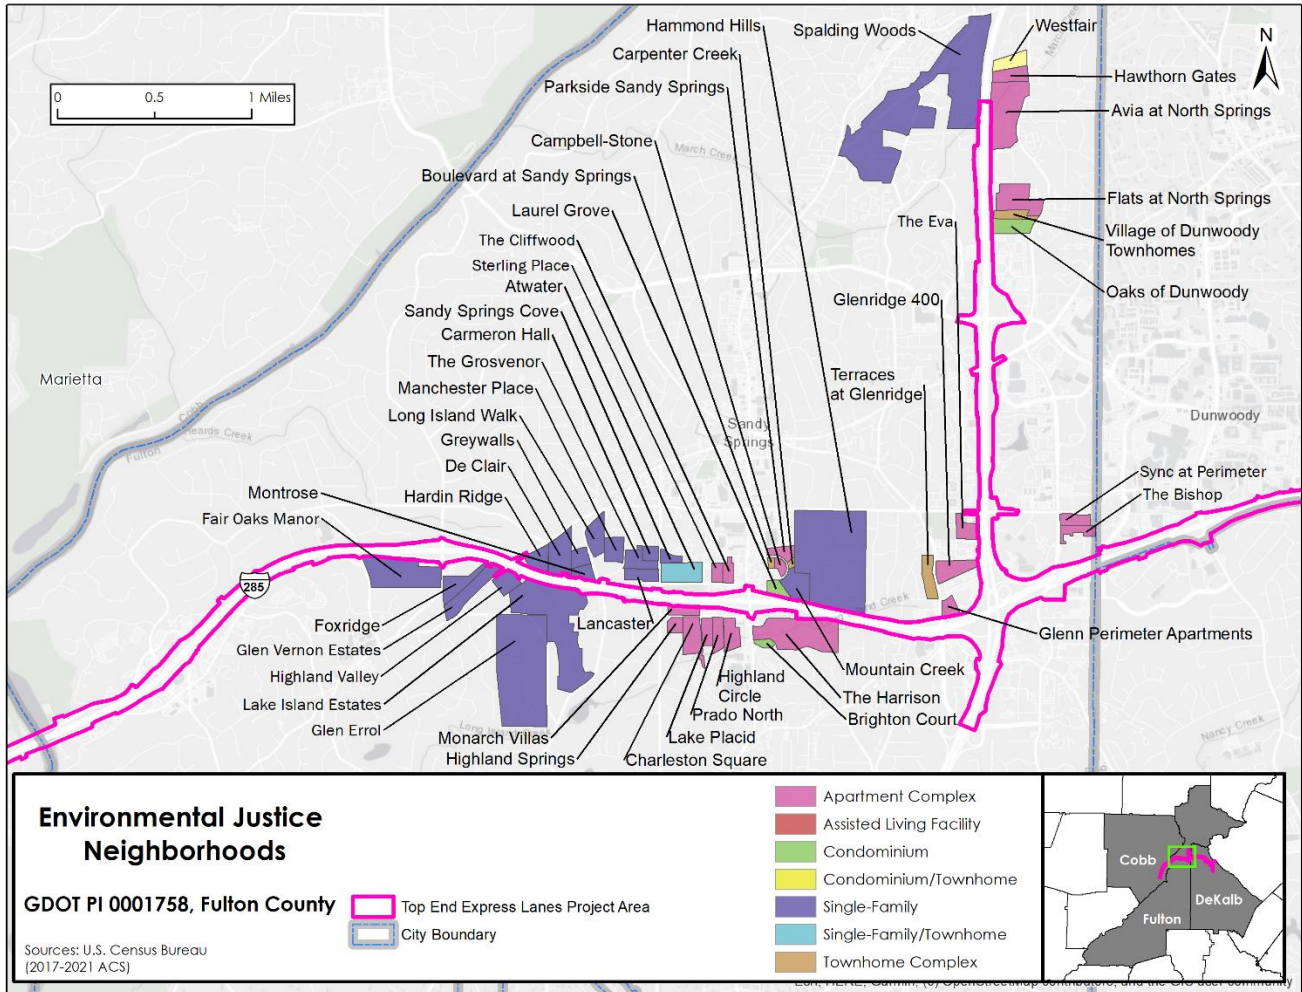 Hammond Hills
Spalding Woods
Westfair
Carpenter Creek
N
Parkside Sandy Springs
Hawthorn Gates
0 0.5 1 Miles
Avia at North Springs
Campbell-Stone
March Creek
Boulevard at Sandy Springs
Laurel Grove
Flats at North Springs
The Eva
The Cliffwood
Village of Dunwoody
Townhomes
Sterling Place
Atwater
Oaks of Dunwoody
Glenridge 400
Sandy Springs Cove
Carmeron Hall
The Grosvenor
Terraces
at Glenridge
Marietta
Manchester Place
Cobb
Fulton
Heards Creek
Long Island Walk
Sandy
Springs
Dunwoody
Greywalls
De Clair
Sync at Perimeter
Montrose
Hardin Ridge
The Bishop
Fair Oaks Manor
285
Foxridge
Lancaster
Glenn Perimeter Apartments
Glen Vernon Estates
Highland Valley
Mountain Creek
Highland
Circle
Lake Island Estates
The Harrison
Glen Errol
Prado North
Brighton Court
Nancy Creek
Monarch Villas
Lake Placid
Highland Springs
Charleston Square
Environmental Justice
Neighborhoods
GDOT PI 0001758, Fulton County
Sources: U.S. Census Bureau
(2017-2021 ACS)
Top End Express Lanes Project Area
City Boundary
Apartment Complex
Assisted Living Facility
Condominium
Condominium/Townhome
Single-Family
Single-Family/Townhome
Townhome Complex
Cobb
DeKalb
Fulton